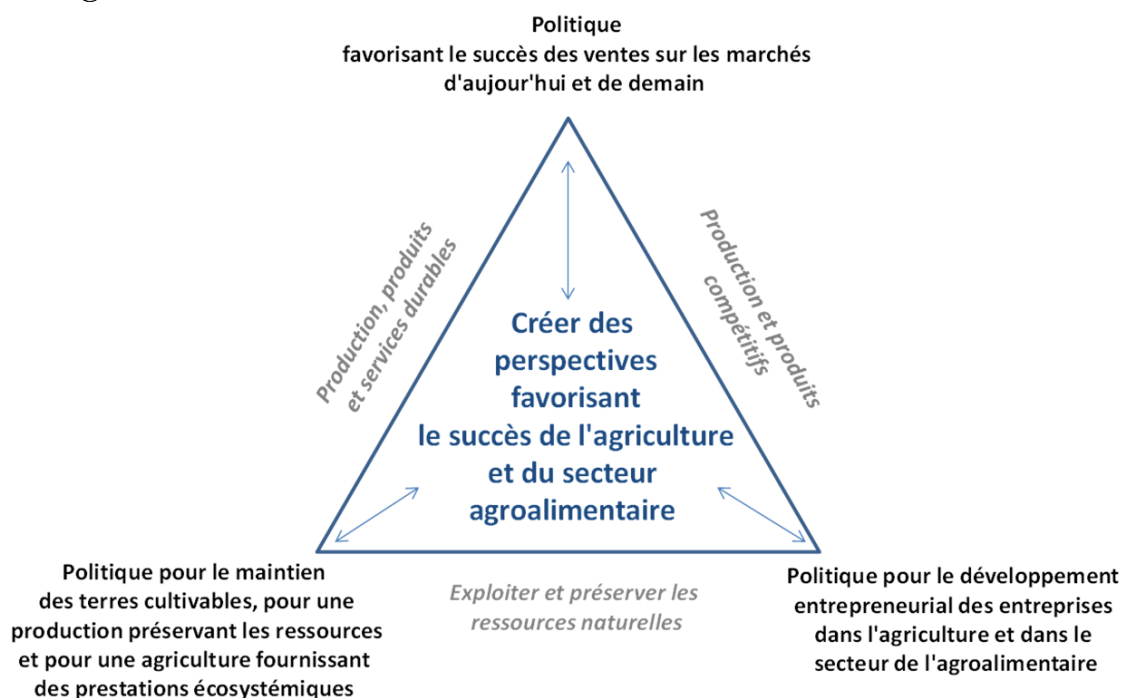 Politique
favorisant le succès des ventes sur les marchés
d'aujourd'hui et de demain
Production, produits
et services durables
Production et produits
compétitifs
Créer des
perspectives
favorisant
le succès de l'agriculture
et du secteur
agroalimentaire
Politique pour le maintien
des terres cultivables, pour une
production préservant les ressources
et pour une agriculture fournissant
des prestations écosystémiques
Exploiter et préserver les
ressources naturelles
Politique pour le développement
entrepreneurial des entreprises
dans l'agriculture et dans le
secteur de l'agroalimentaire